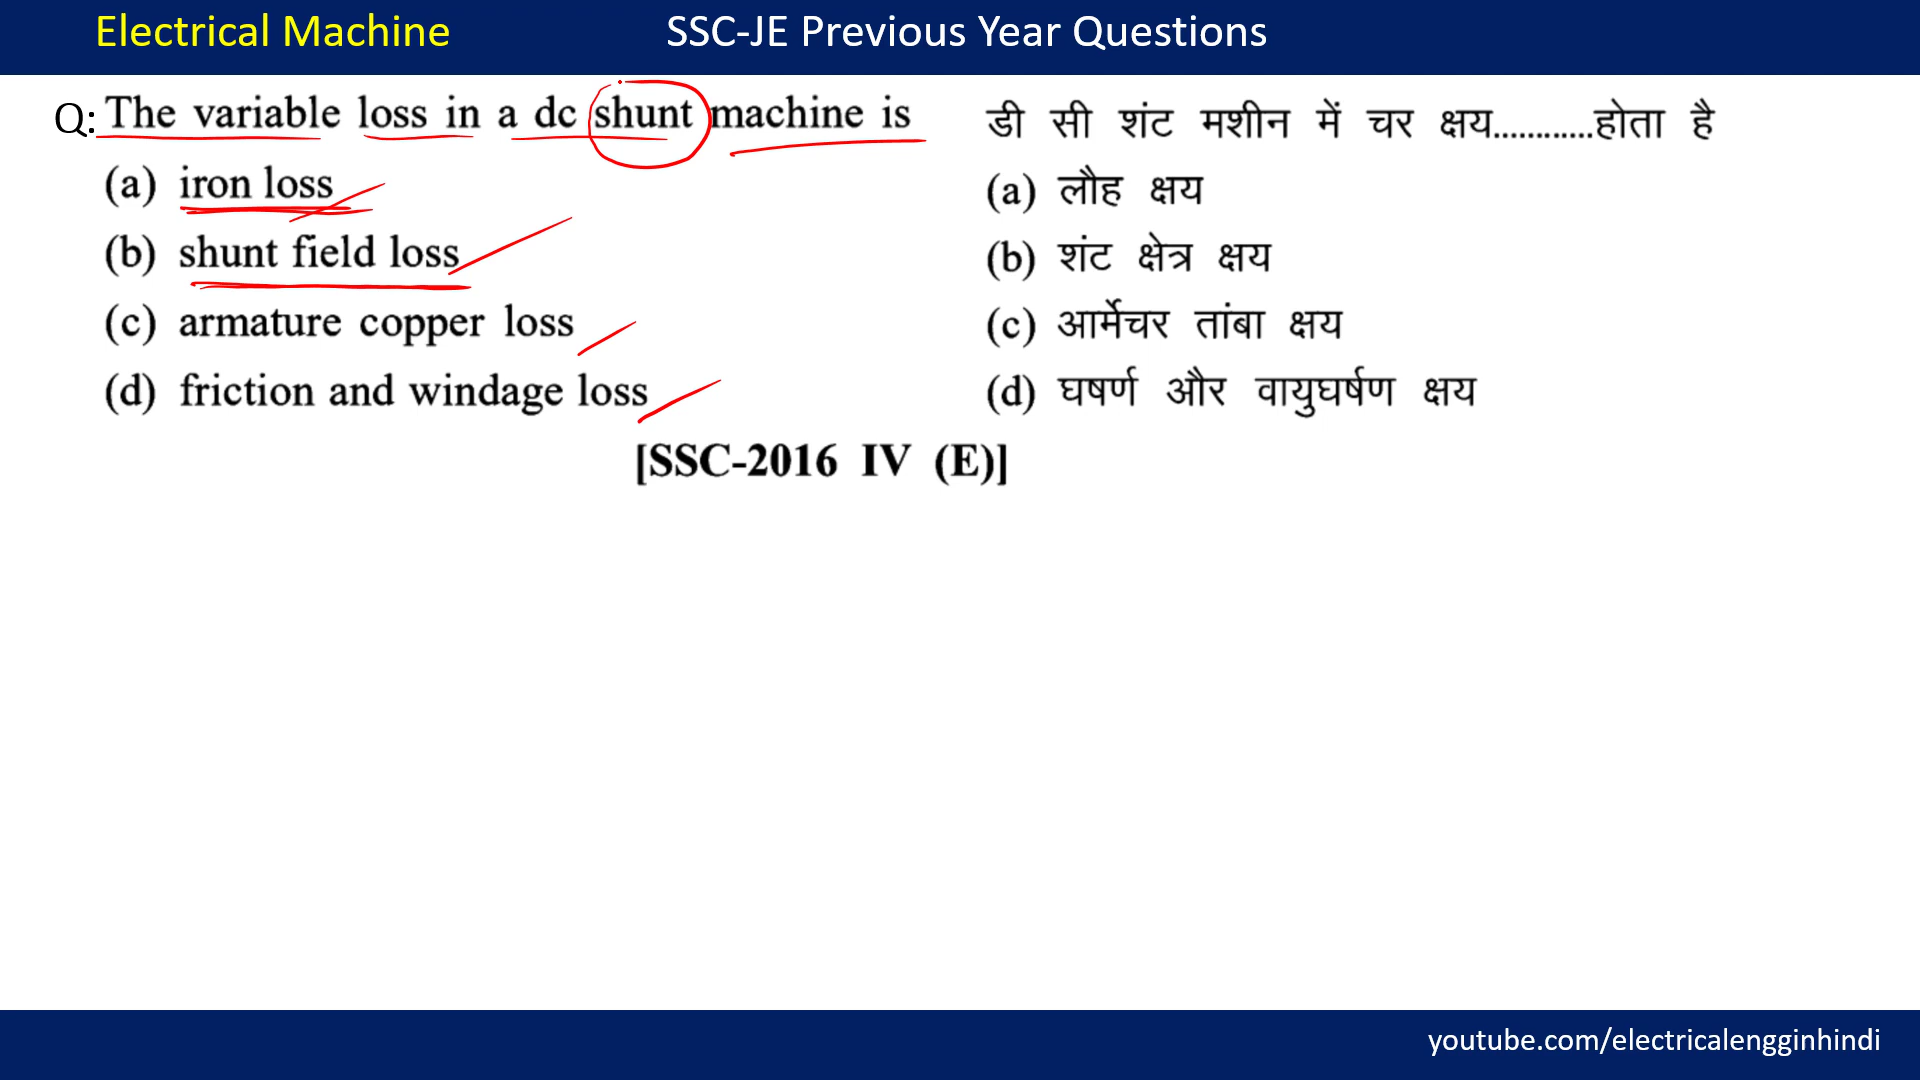 Electrical Machine
SSC-JE Previous Year Questions
Q: The variable loss in a dc shunt machine is
(a) iron loss
(b) shunt field loss
(c) armature copper loss
(d) friction and windage loss
[SSC-2016 IV (E)]
डी सी शंट मशीन में चर क्षय............होता है
(a) लौह क्षय
(b) शंट क्षेत्र क्षय
(c) आर्मेचर तांबा क्षय
(d) घषर्ण और वायुघर्षण क्षय
youtube.com/electricalengginhindi